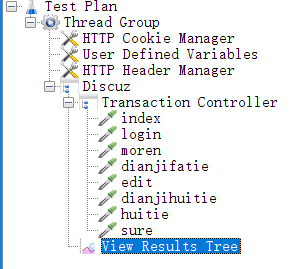 Test Plan
Thread Group
HTTP Cookie Manager
User Defined Variables
HTTP Header Manager
Discuz
Transaction Controller
index
login
moren
dianjifatie
edit
dianjihuitie
huitie
sure
View Results Tree